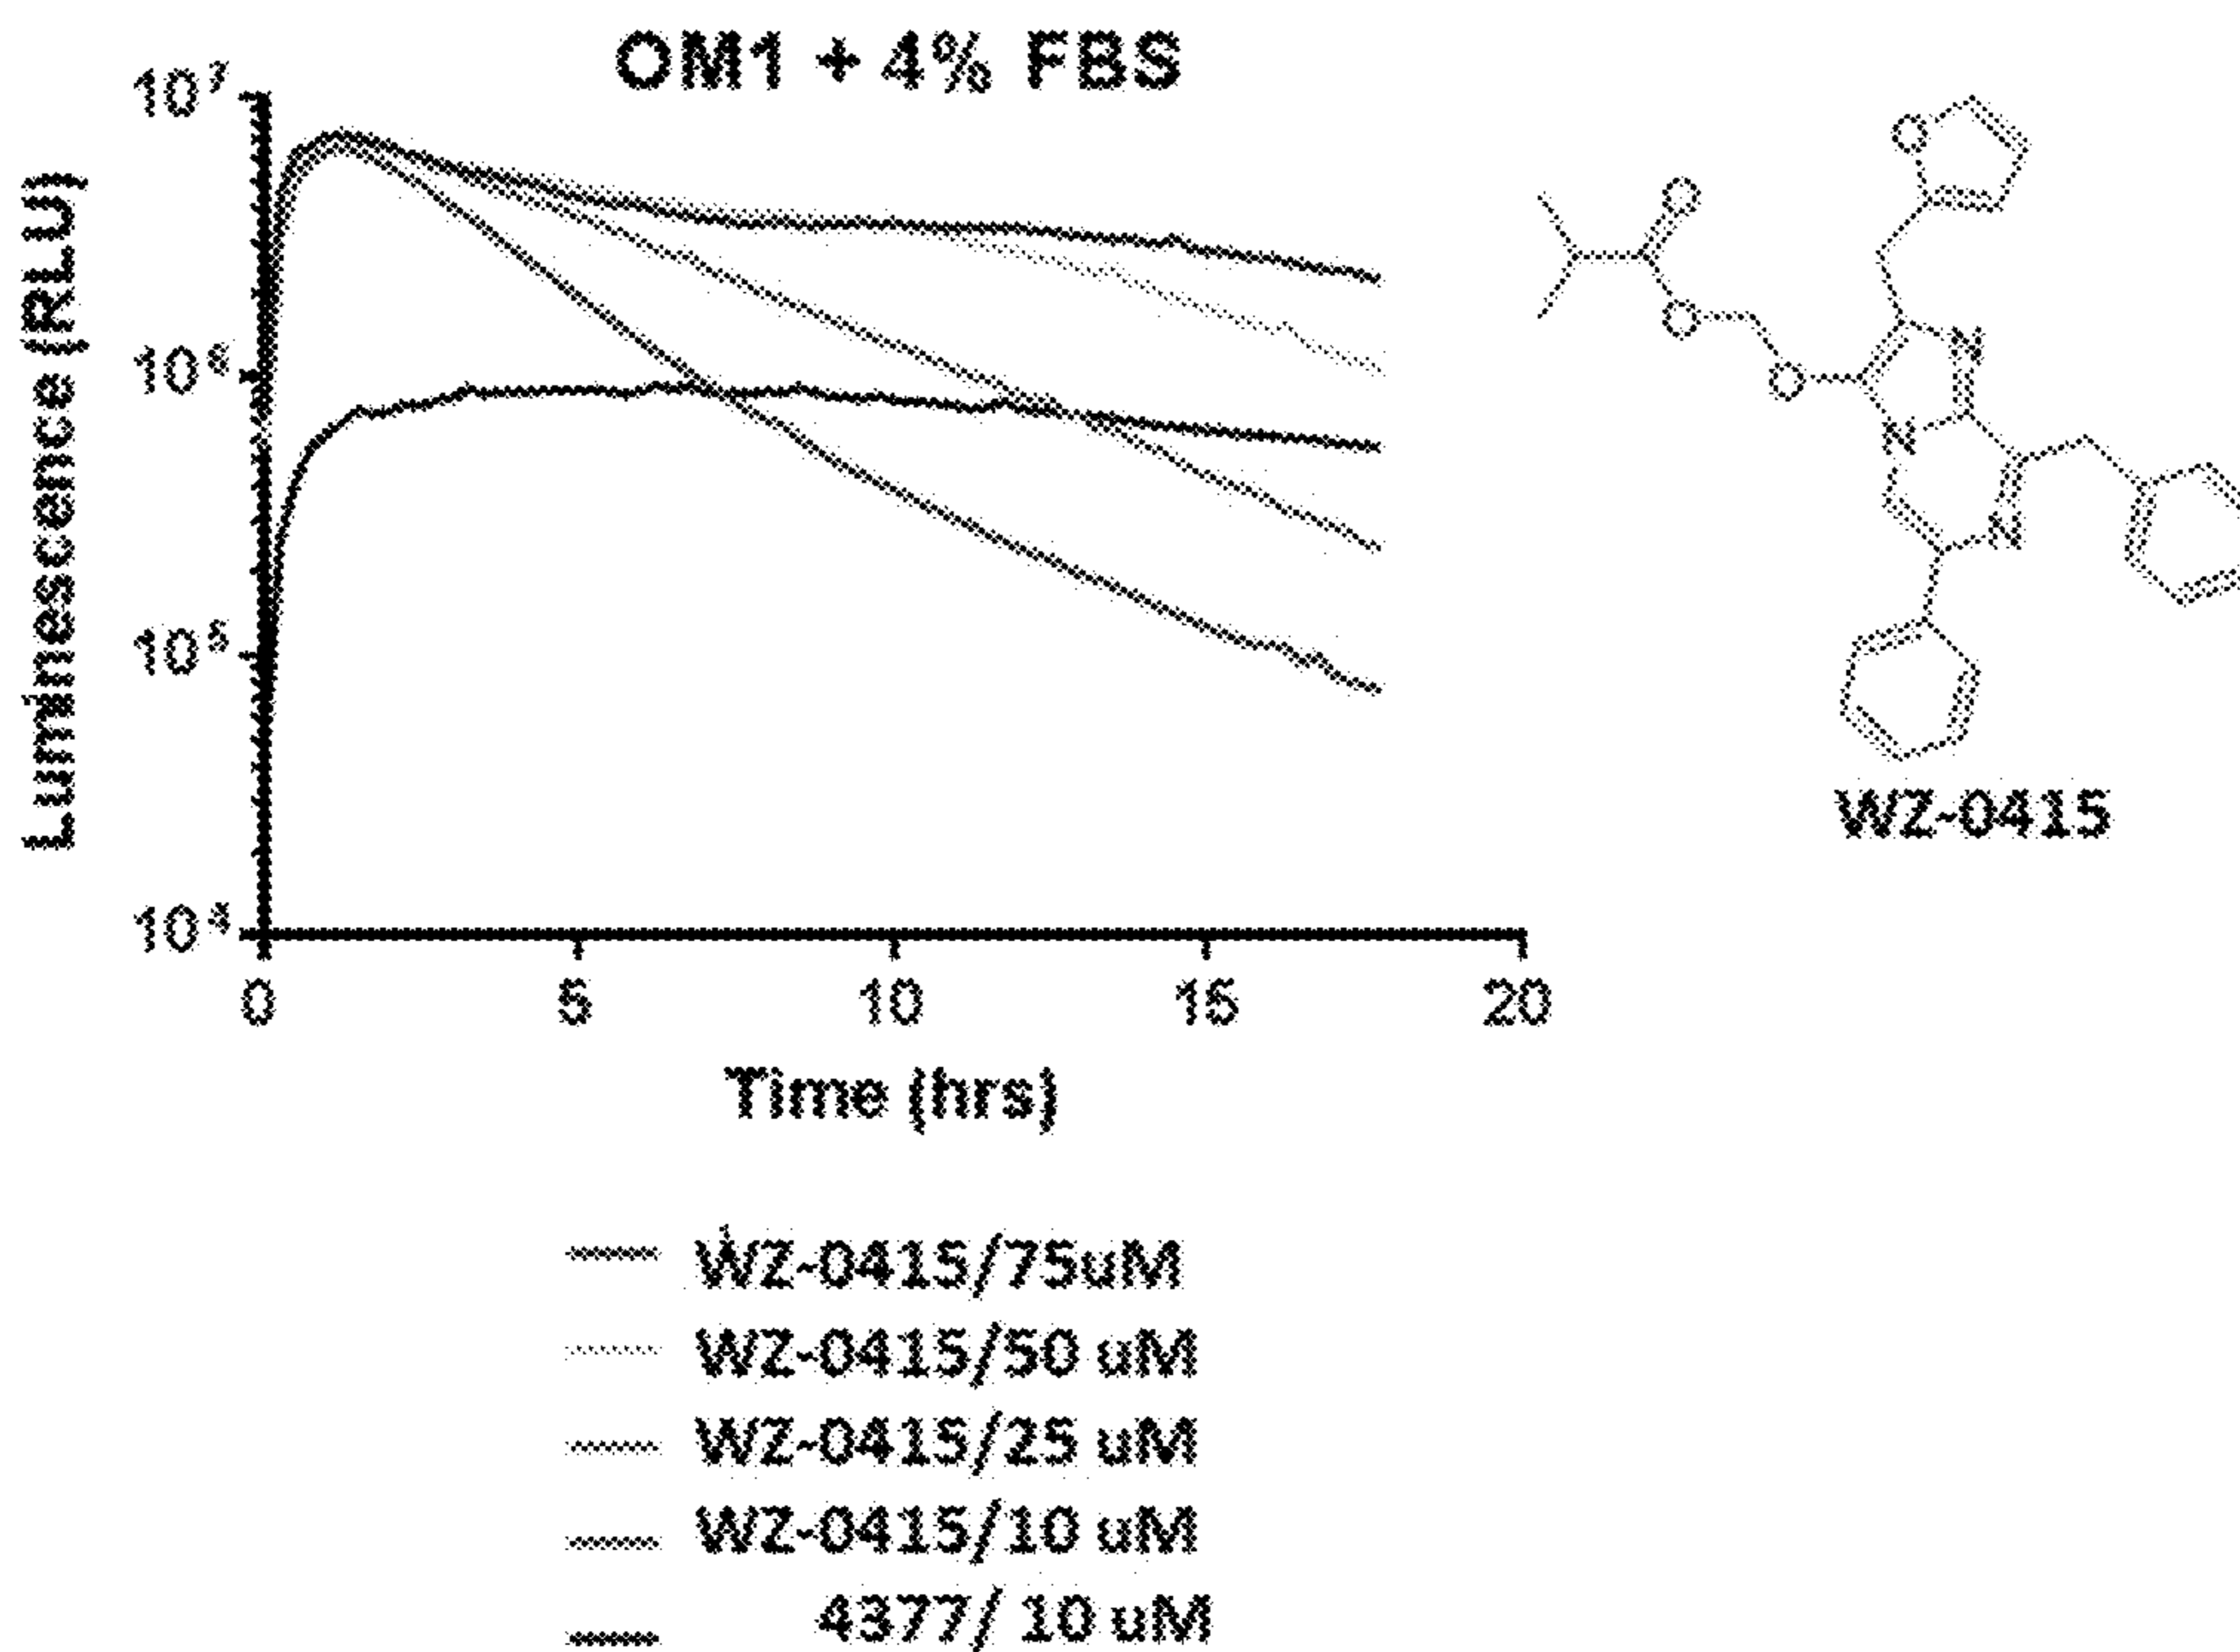 OM1 + 4% FBS
Luminescence (RLU)
10⁷
10⁶
10⁵
10⁴
0 5 10 15 20
Time (hrs)
O
O
O
O
N
N
N
WZ-0415
WZ-0415/75uM
WZ-0415/50 uM
WZ-0415/25 uM
WZ-0415/10 uM
4377/ 10 uM